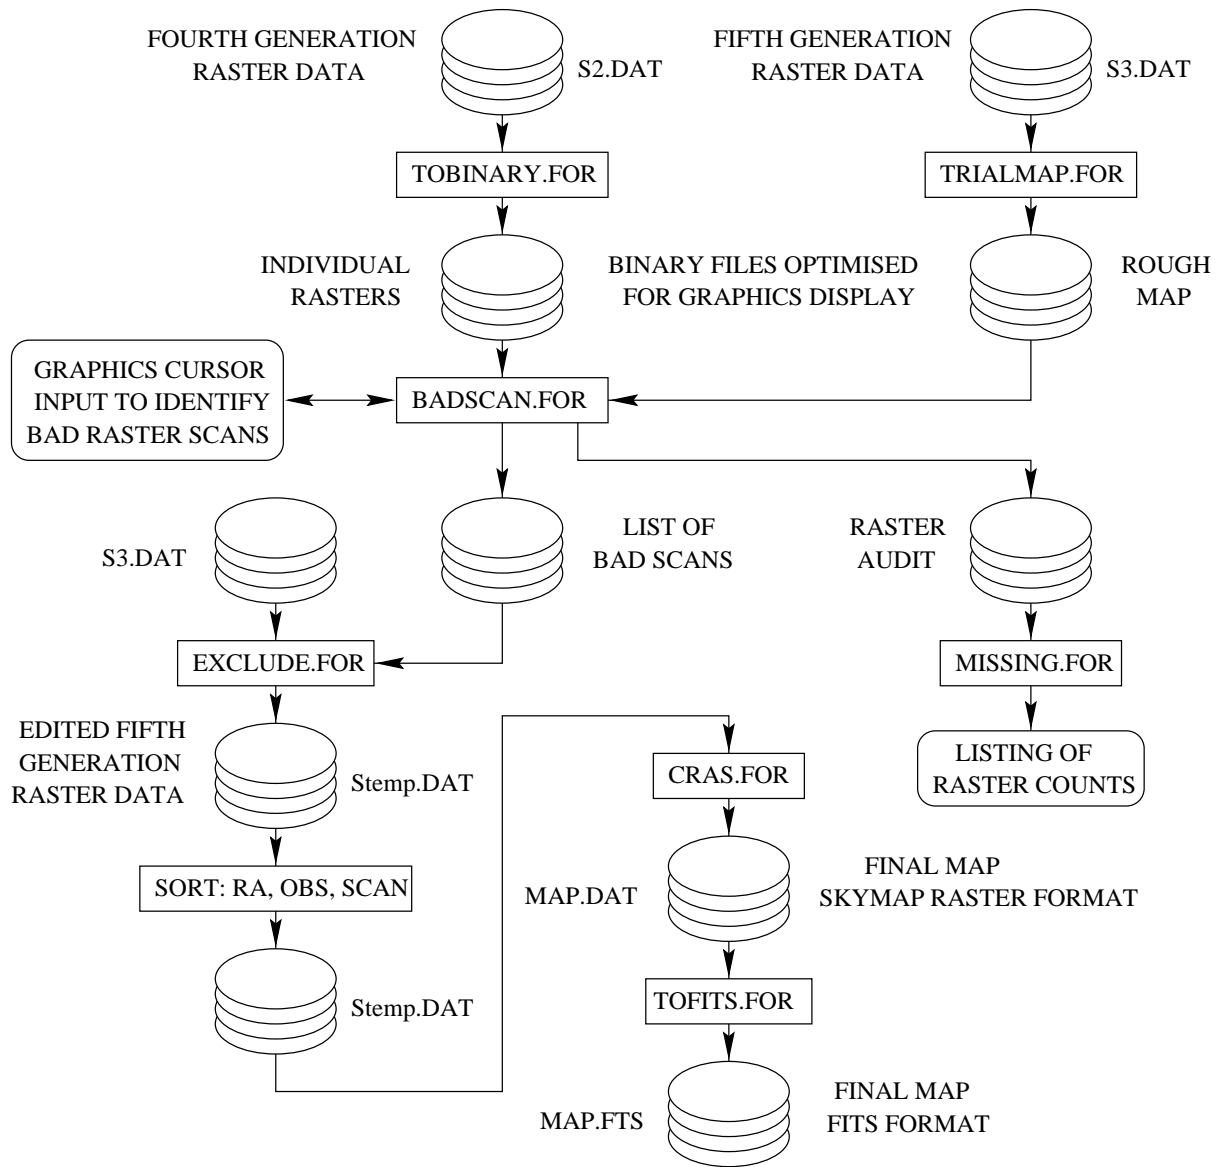 FOURTH GENERATION
RASTER DATA
S2.DAT
FIFTH GENERATION
RASTER DATA
S3.DAT
TOBINARY.FOR
TRIALMAP.FOR
INDIVIDUAL
RASTERS
BINARY FILES OPTIMISED
FOR GRAPHICS DISPLAY
ROUGH
MAP
GRAPHICS CURSOR
INPUT TO IDENTIFY
BAD RASTER SCANS
BADSCAN.FOR
S3.DAT
LIST OF
BAD SCANS
RASTER
AUDIT
EXCLUDE.FOR
MISSING.FOR
EDITED FIFTH
GENERATION
RASTER DATA
Stemp.DAT
CRAS.FOR
LISTING OF
RASTER COUNTS
SORT: RA, OBS, SCAN
MAP.DAT
FINAL MAP
SKYMAP RASTER FORMAT
Stemp.DAT
TOFITS.FOR
MAP.FTS
FINAL MAP
FITS FORMAT